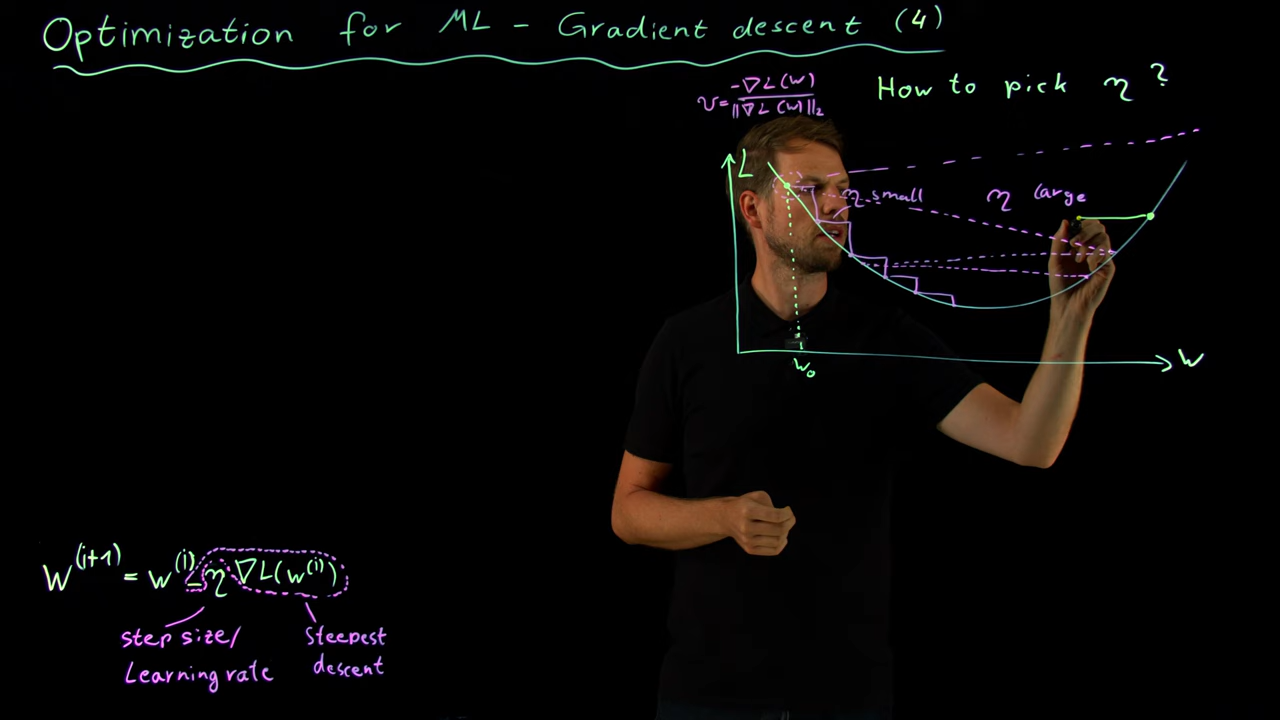 Optimization for ML - Gradient descent (4)
How to pick η ?
v = -∇L(w) / ||∇L(w)||₂
L
η small
η large
w
w₀
w⁽ⁱ⁺¹⁾ = w⁽ⁱ⁾ - η ∇L(w⁽ⁱ⁾)
step size/
Learning rate
Steepest
descent